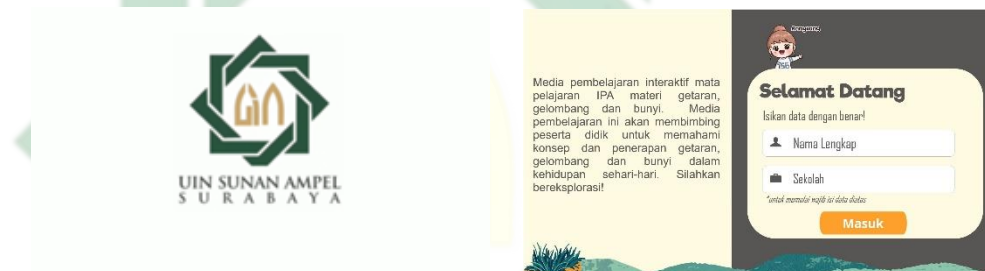 UIN SUNAN AMPEL
S U R A B A Y A
Media pembelajaran interaktif mata
pelajaran IPA materi getaran,
gelombang dan bunyi. Media
pembelajaran ini akan membimbing
peserta didik untuk memahami
konsep dan penerapan getaran,
gelombang dan bunyi dalam
kehidupan sehari-hari. Silahkan
bereksplorasi!
Selamat Datang
Isikan data dengan benar!
Nama Lengkap
Sekolah
*untuk memulai wajib isi data diatas
Masuk